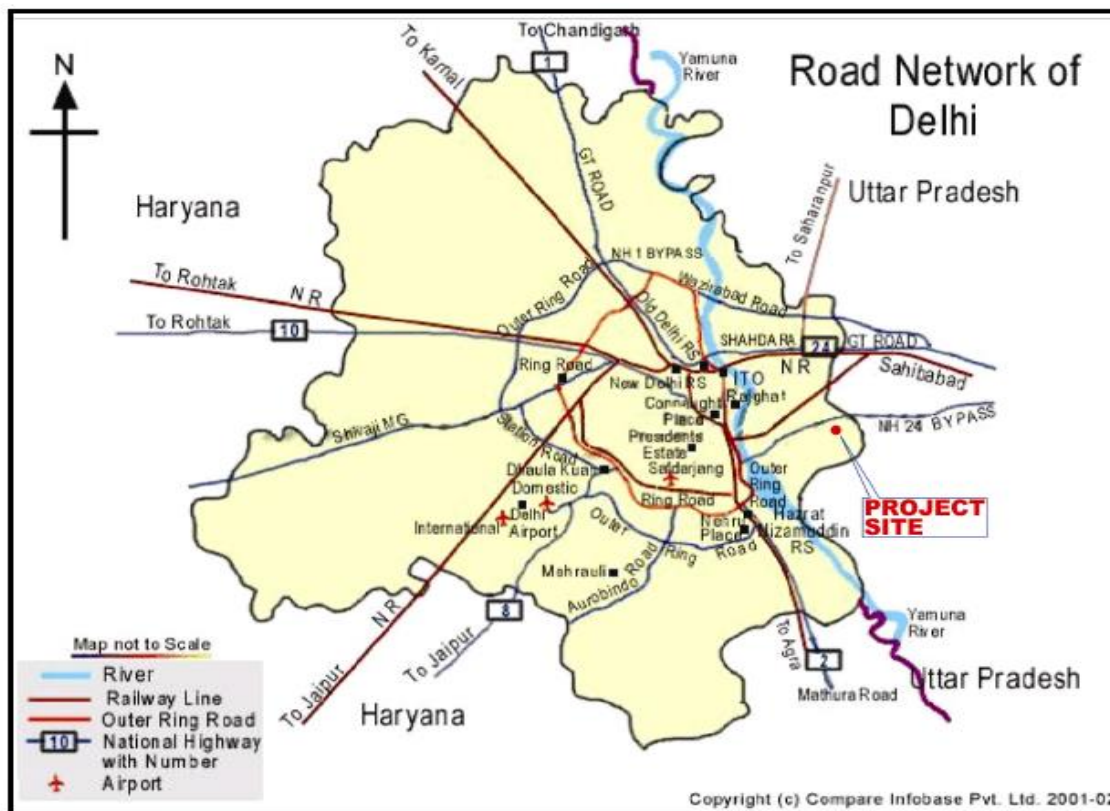 To Chandigarh
To Karnal
1
Yamuna
River
Road Network of
Delhi
N
GT ROAD
Haryana
Uttar Pradesh
To Saharanpur
NH 1 BYPASS
Wazirabad Road
To Rohtak
N R
Outer Ring Road
Old Delhi RS
To Rohtak
10
SHAHDARA
24
GT ROAD
N R
Sahibabad
Ring Road
New Delhi RS
ITO
Rajghat
Connaught
Place
NH 24 BYPASS
Shivaji MG
Station Road
Presidents
Estate
Safdarjang
Dhaula Kuan
Outer
Ring
Road
Domestic
Ring Road
PROJECT
SITE
International
Delhi
Airport
Outer
Ring
Road
Nehru
Place
Hazrat
Nizamuddin
RS
Mehrauli
Aurobindo Road
N R
8
To Jaipur
To Jaipur
Yamuna
River
To Agra
2
Mathura Road
Uttar Pradesh
Haryana
Map not to Scale
River
Railway Line
Outer Ring Road
10
National Highway
with Number
Airport
Copyright (c) Compare Infobase Pvt. Ltd. 2001-02